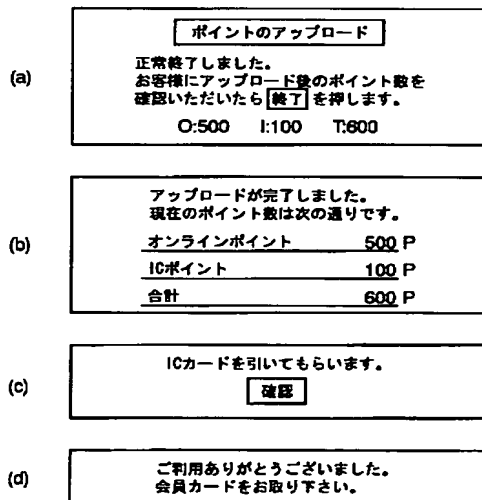 (a)
ポイントのアップロード
正常終了しました。
お客様にアップロード後のポイント数を
確認いただいたら 終了 を押します。
O:500 I:100 T:600
(b)
アップロードが完了しました。
現在のポイント数は次の通りです。
オンラインポイント 500 P
ICポイント 100 P
合計 600 P
(c)
ICカードを引いてもらいます。
確認
(d)
ご利用ありがとうございました。
会員カードをお取り下さい。